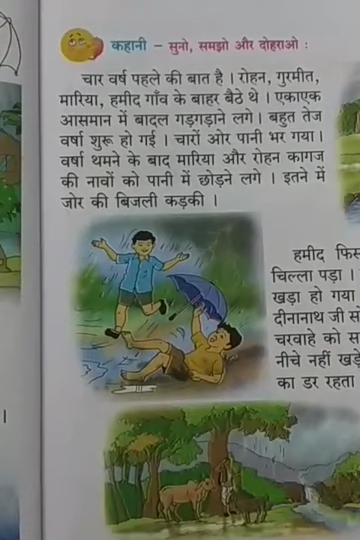 कहानी – सुनो, समझो और दोहराओ :
चार वर्ष पहले की बात है । रोहन, गुरमीत,
मारिया, हमीद गाँव के बाहर बैठे थे । एकाएक
आसमान में बादल गड़गड़ाने लगे । बहुत तेज
वर्षा शुरू हो गई । चारों ओर पानी भर गया ।
वर्षा थमने के बाद मारिया और रोहन कागज
की नावों को पानी में छोड़ने लगे । इतने में
जोर की बिजली कड़की ।
हमीद
चिल्ला पड़ा ।
खड़ा हो गया
दीनानाथ जी
चरवाहे को
नीचे नहीं
का डर रहता